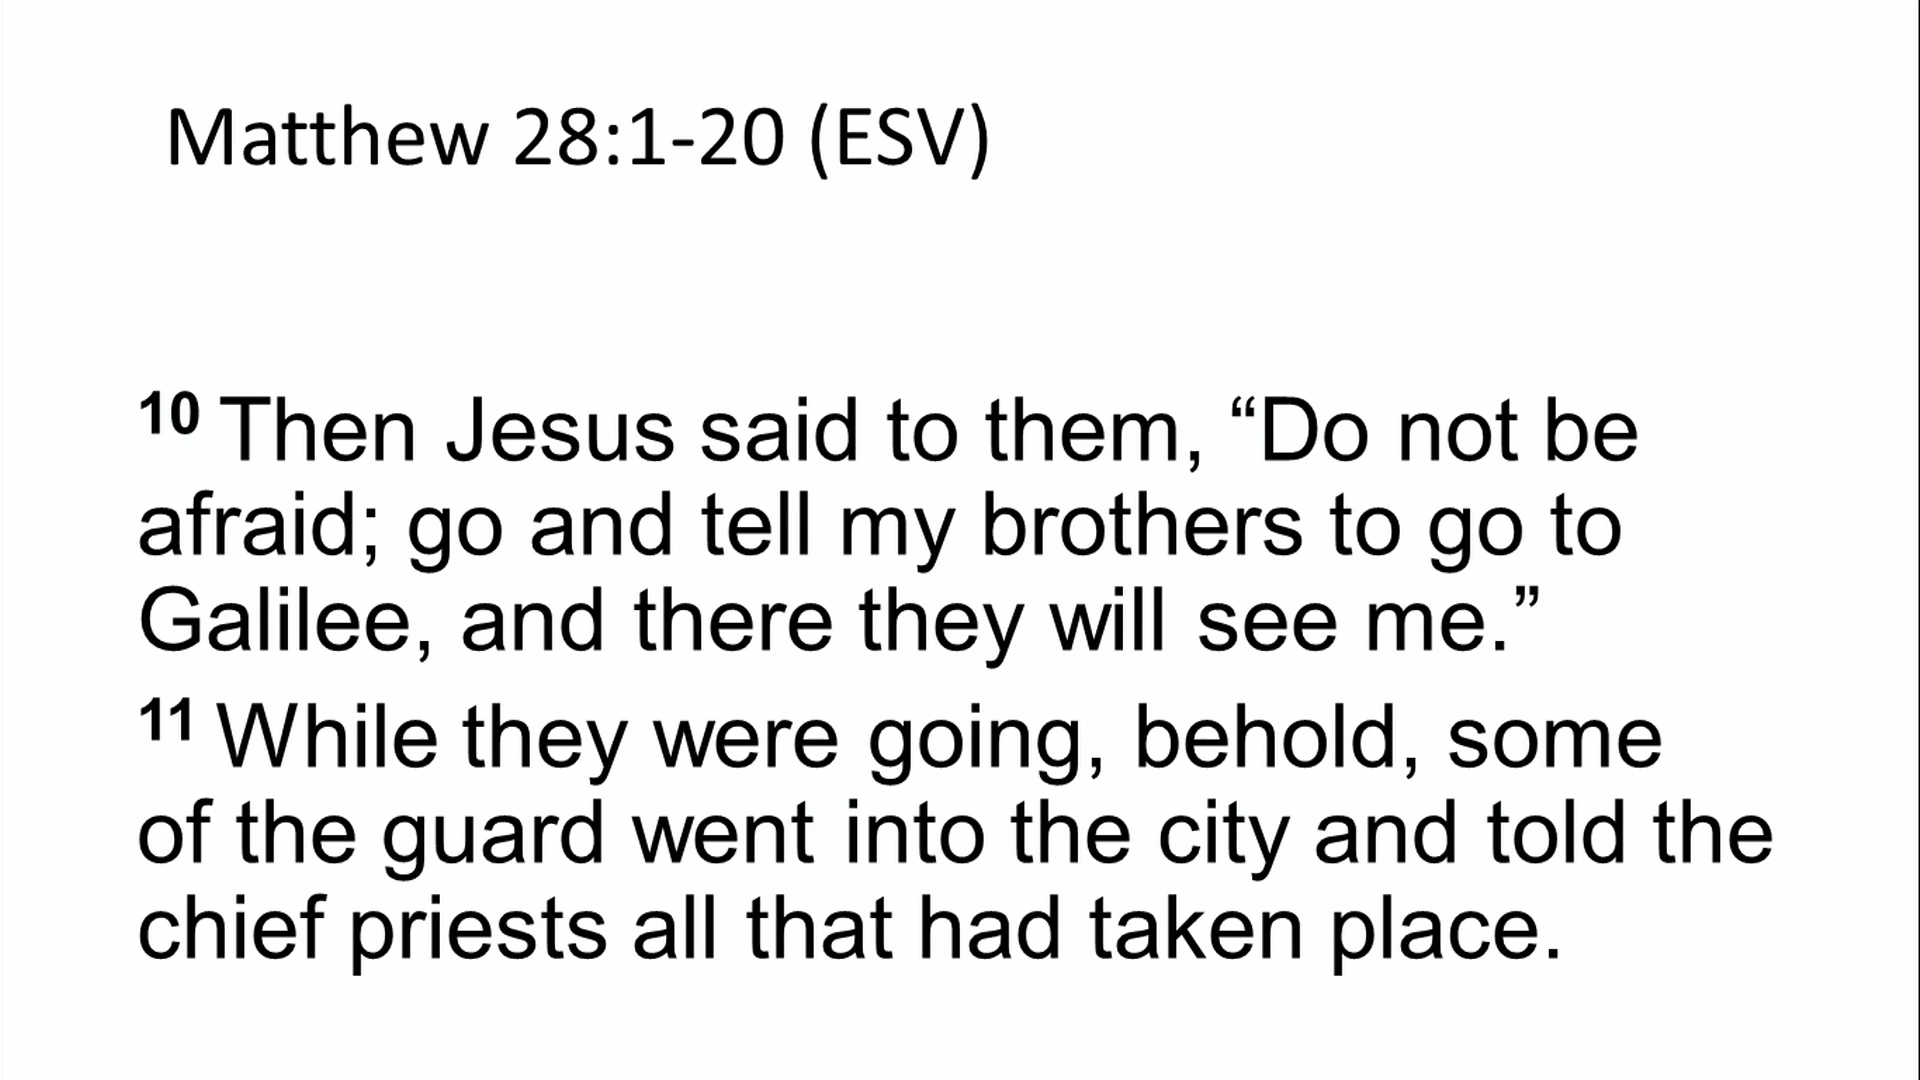 Matthew 28:1-20 (ESV)
10 Then Jesus said to them, “Do not be
afraid; go and tell my brothers to go to
Galilee, and there they will see me.”
11 While they were going, behold, some
of the guard went into the city and told the
chief priests all that had taken place.